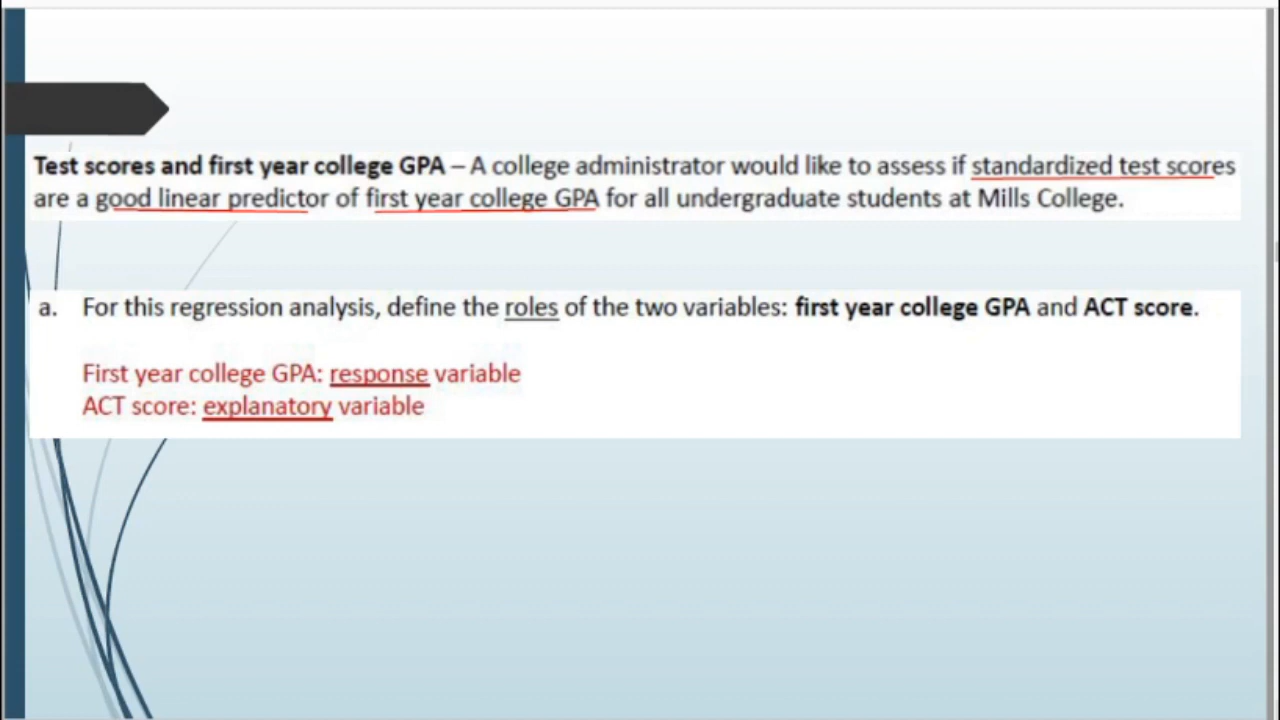 Test scores and first year college GPA – A college administrator would like to assess if standardized test scores
are a good linear predictor of first year college GPA for all undergraduate students at Mills College.
a. For this regression analysis, define the roles of the two variables: first year college GPA and ACT score.
First year college GPA: response variable
ACT score: explanatory variable